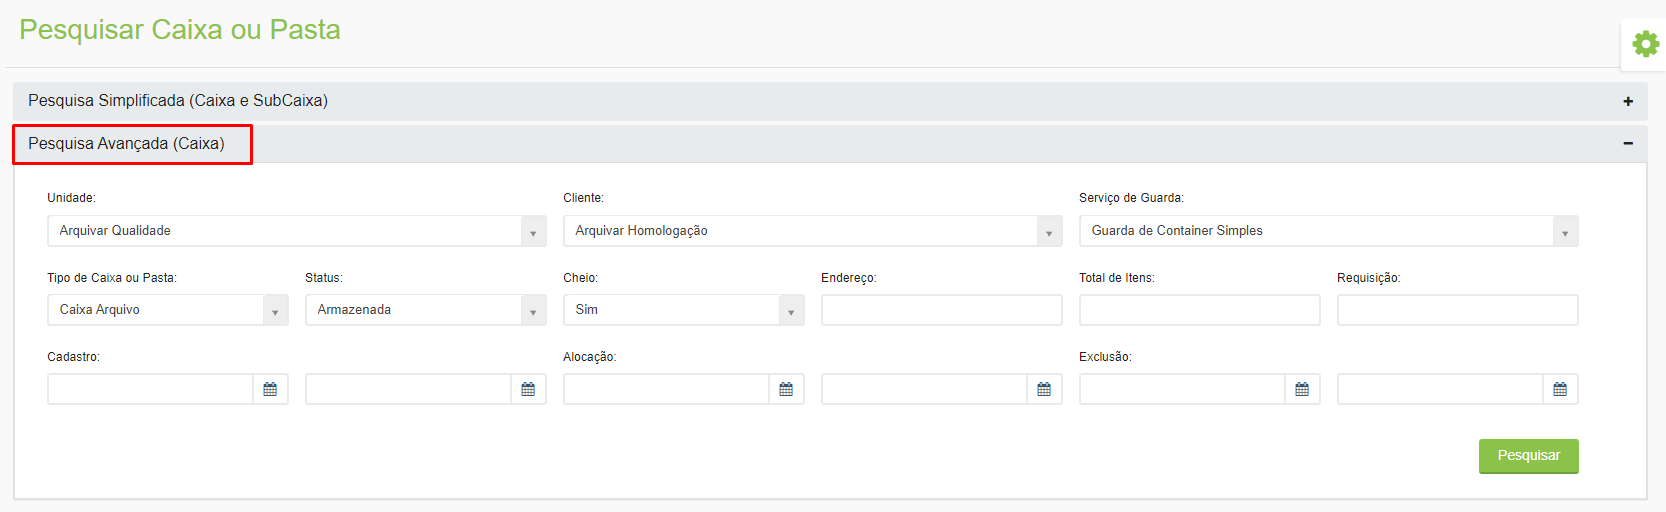 Pesquisar Caixa ou Pasta
Pesquisa Simplificada (Caixa e SubCaixa)
Pesquisa Avançada (Caixa)
Unidade: Cliente: Serviço de Guarda:
Arquivar Qualidade Arquivar Homologação Guarda de Container Simples
Tipo de Caixa ou Pasta: Status: Cheio: Endereço: Total de Itens: Requisição:
Caixa Arquivo Armazenada Sim
Cadastro: Alocação: Exclusão:
Pesquisar